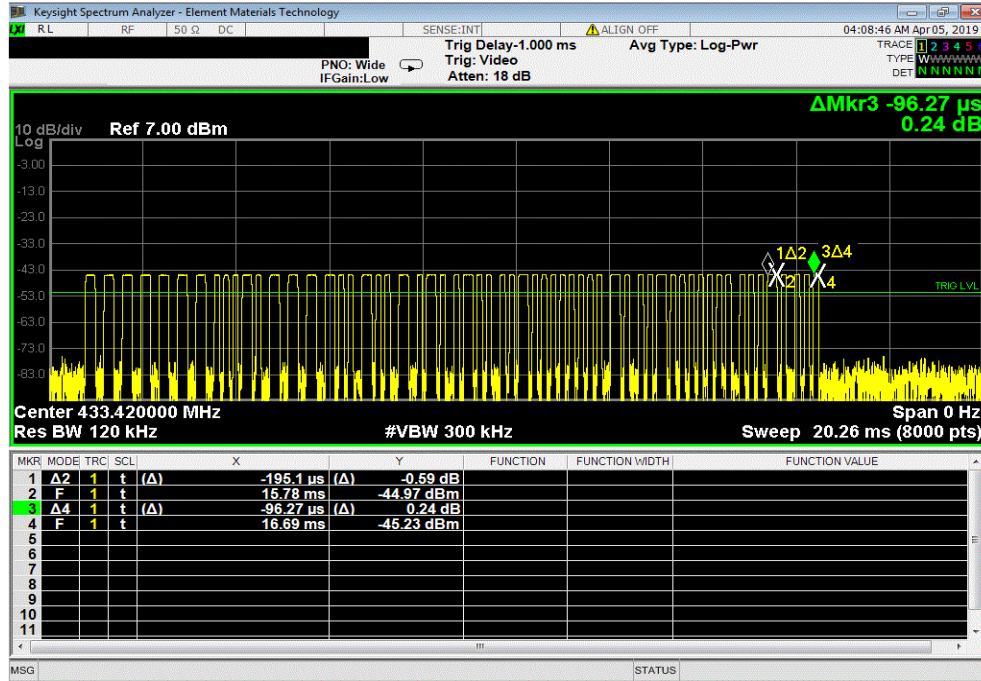 Keysight Spectrum Analyzer - Element Materials Technology
LXI RL RF 50 Ω DC SENSE:INT ALIGN OFF 04:08:46 AM Apr 05, 2019
Trig Delay-1.000 ms Avg Type: Log-Pwr TRACE 1 2 3 4 5 6
PNO: Wide Trig: Video TYPE WWWWWW
IFGain:Low Atten: 18 dB DET N N N N N N
ΔMkr3 -96.27 µs
0.24 dB
10 dB/div Ref 7.00 dBm
Log
-3.00
-13.0
-23.0
-33.0
1Δ2 3Δ4
-43.0
2 4
TRIG LVL
-53.0
-63.0
-73.0
-83.0
Center 433.420000 MHz Span 0 Hz
Res BW 120 kHz #VBW 300 kHz Sweep 20.26 ms (8000 pts)
MKR MODE TRC SCL X Y FUNCTION FUNCTION WIDTH FUNCTION VALUE
1 Δ2 1 t (Δ) -195.1 µs (Δ) -0.59 dB
2 F 1 t 15.78 ms -44.97 dBm
3 Δ4 1 t (Δ) -96.27 µs (Δ) 0.24 dB
4 F 1 t 16.69 ms -45.23 dBm
5
6
7
8
9
10
11
MSG STATUS